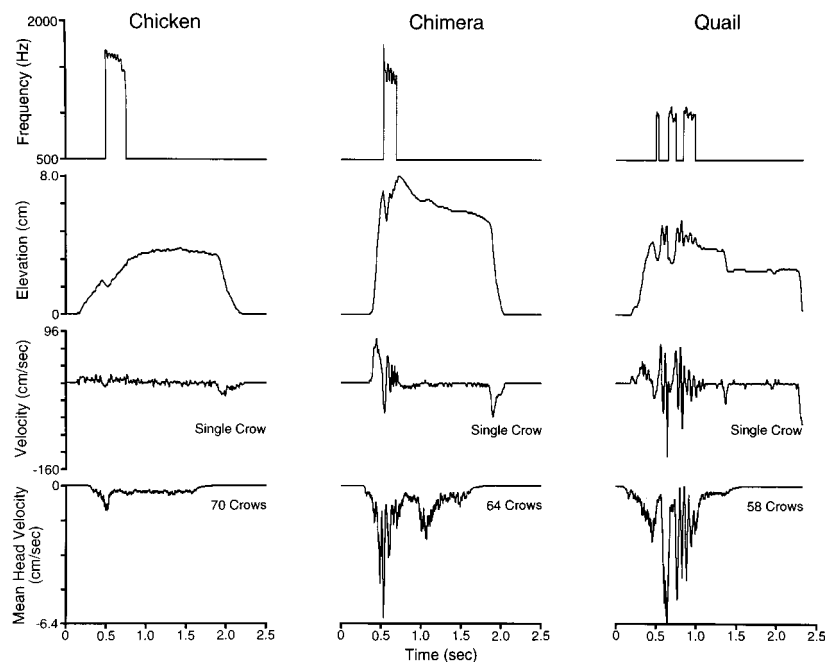 Chicken Chimera Quail
2000
Frequency (Hz)
500
8.0
Elevation (cm)
0
96
Velocity (cm/sec)
-160
Single Crow Single Crow Single Crow
0
Mean Head Velocity
(cm/sec)
-6.4
70 Crows 64 Crows 58 Crows
0 0.5 1.0 1.5 2.0 2.5 0 0.5 1.0 1.5 2.0 2.5 0 0.5 1.0 1.5 2.0 2.5
Time (sec)